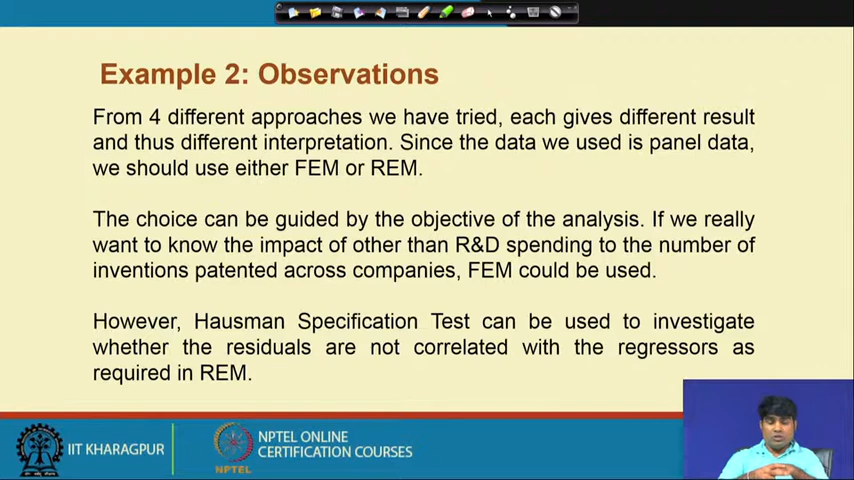 Example 2: Observations
From 4 different approaches we have tried, each gives different result
and thus different interpretation. Since the data we used is panel data,
we should use either FEM or REM.
The choice can be guided by the objective of the analysis. If we really
want to know the impact of other than R&D spending to the number of
inventions patented across companies, FEM could be used.
However, Hausman Specification Test can be used to investigate
whether the residuals are not correlated with the regressors as
required in REM.
IIT KHARAGPUR
NPTEL
NPTEL ONLINE
CERTIFICATION COURSES